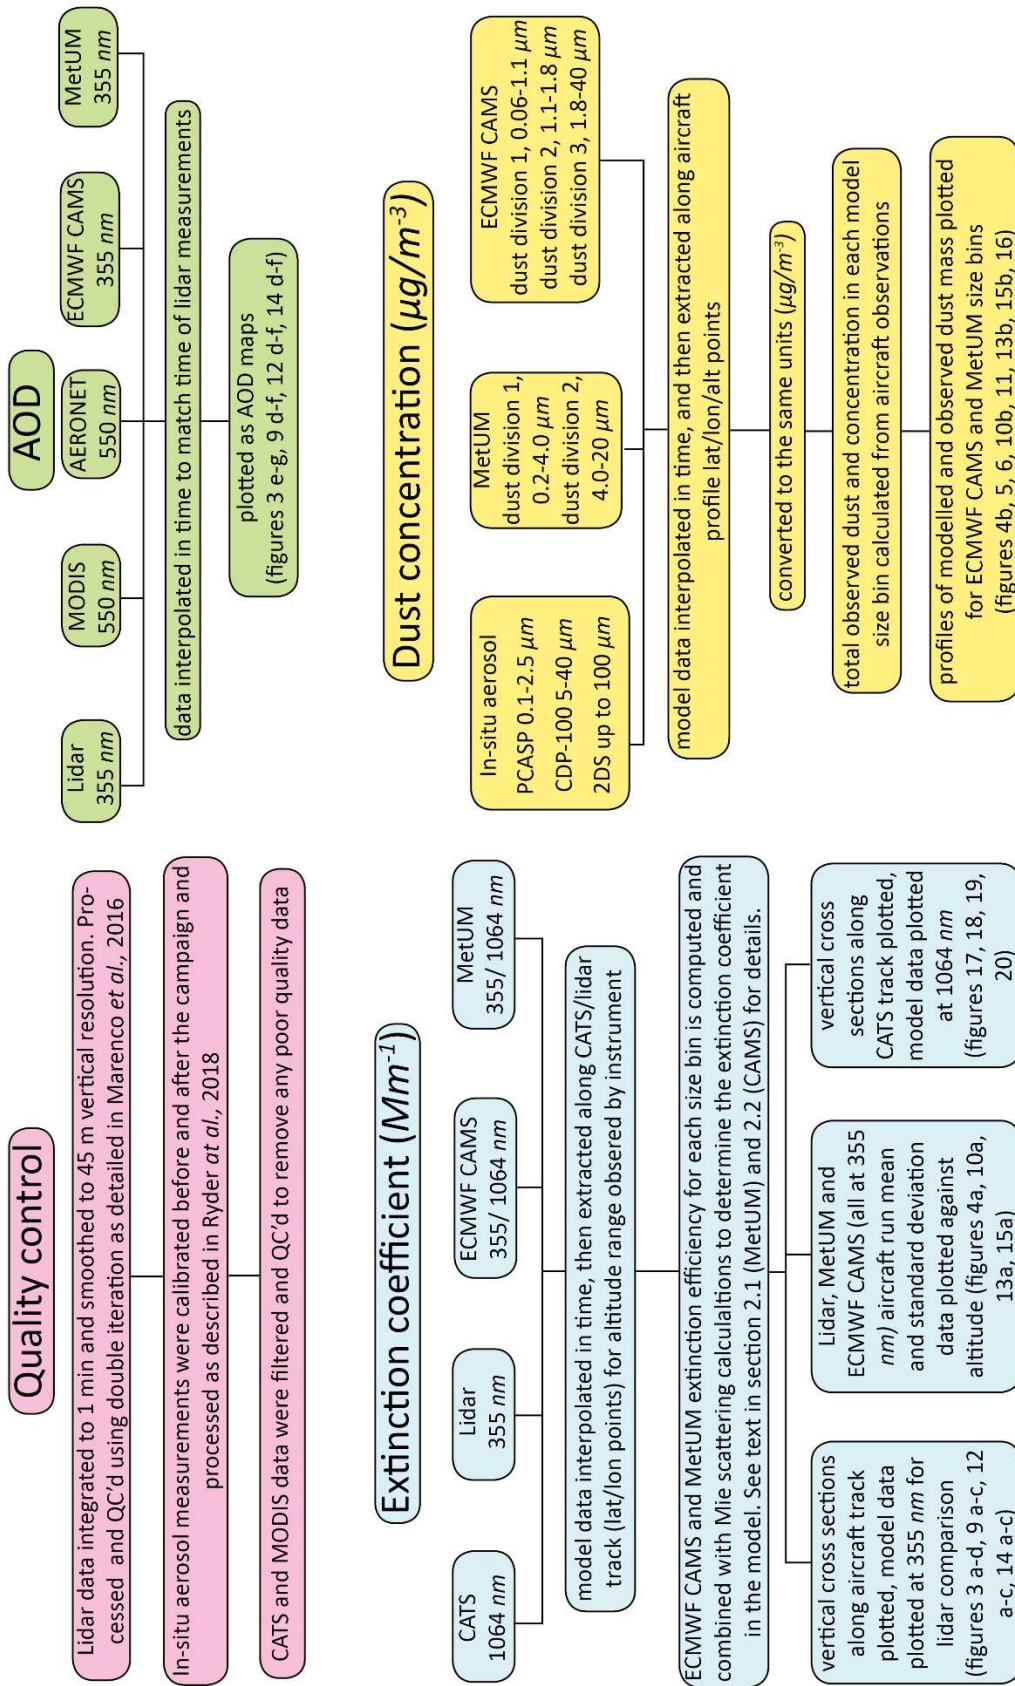 Quality control
Lidar data integrated to 1 min and smoothed to 45 m vertical resolution. Pro-
cessed and QC'd using double iteration as detailed in Marenco et al., 2016
In-situ aerosol measurements were calibrated before and after the campaign and
processed as described in Ryder at al., 2018
CATS and MODIS data were filtered and QC'd to remove any poor quality data
AOD
Lidar
355 nm
MODIS
550 nm
AERONET
550 nm
ECMWF CAMS
355 nm
MetUM
355 nm
data interpolated in time to match time of lidar measurements
plotted as AOD maps
(figures 3 e-g, 9 d-f, 12 d-f, 14 d-f)
Extinction coefficient (Mm⁻¹)
CATS
1064 nm
Lidar
355 nm
ECMWF CAMS
355/ 1064 nm
MetUM
355/ 1064 nm
model data interpolated in time, then extracted along CATS/lidar
track (lat/lon points) for altitude range obsered by instrument
ECMWF CAMS and MetUM extinction efficiency for each size bin is computed and
combined with Mie scattering calculaltions to determine the extinction coefficient
in the model. See text in section 2.1 (MetUM) and 2.2 (CAMS) for details.
vertical cross sections
along aircraft track
plotted, model data
plotted at 355 nm for
lidar comparison
(figures 3 a-d, 9 a-c, 12
a-c, 14 a-c)
Lidar, MetUM and
ECMWF CAMS (all at 355
nm) aircraft run mean
and standard deviation
data plotted against
altitude (figures 4a, 10a,
13a, 15a)
vertical cross
sections along
CATS track plotted,
model data plotted
at 1064 nm
(figures 17, 18, 19,
20)
Dust concentration (μg/m⁻³)
In-situ aerosol
PCASP 0.1-2.5 μm
CDP-100 5-40 μm
2DS up to 100 μm
MetUM
dust division 1,
0.2-4.0 μm
dust division 2,
4.0-20 μm
ECMWF CAMS
dust division 1, 0.06-1.1 μm
dust division 2, 1.1-1.8 μm
dust division 3, 1.8-40 μm
model data interpolated in time, and then extracted along aircraft
profile lat/lon/alt points
converted to the same units (μg/m⁻³)
total observed dust and concentration in each model
size bin calculated from aircraft observations
profiles of modelled and observed dust mass plotted
for ECMWF CAMS and MetUM size bins
(figures 4b, 5, 6, 10b, 11, 13b, 15b, 16)